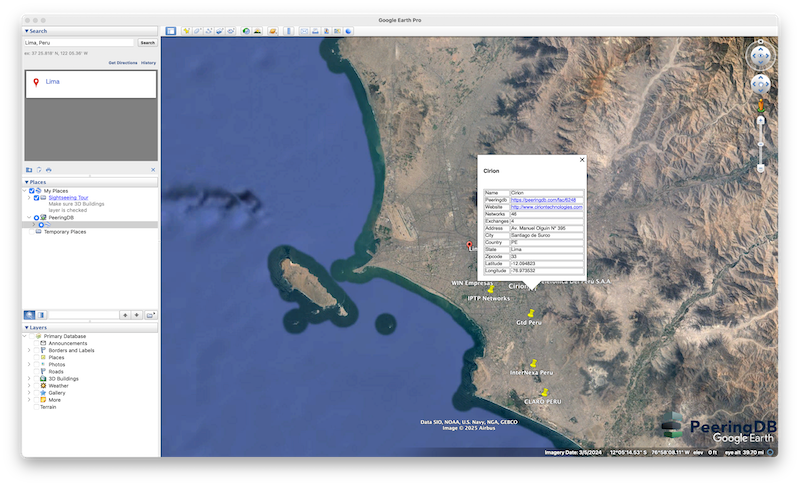 Google Earth Pro
Search
Lima, Peru
Search
ex: 37 25.818' N, 122 05.36' W
Get Directions History
Lima
Places
My Places
Sightseeing Tour
Make sure 3D Buildings
layer is checked
PeeringDB
Temporary Places
Layers
Primary Database
Announcements
Borders and Labels
Places
Photos
Roads
3D Buildings
Weather
Gallery
More
Terrain
Cirion
Name Cirion
Peeringdb https://peeringdb.com/fac/6248
Website http://www.ciriontechnologies.com
Networks 46
Exchanges 4
Address Av. Manuel Olguin N° 395
City Santiago de Surco
Country PE
State Lima
Zipcode 33
Latitude -12.094823
Longitude -76.973532
WIN Empresas
Cirion
Del Peru S.A.A.
IPTP Networks
Gtd Peru
InterNexa Peru
CLARO PERU
Data SIO, NOAA, U.S. Navy, NGA, GEBCO
Image © 2025 Airbus
PeeringDB
Google Earth
Imagery Date: 3/5/2024 12°05'14.53" S 76°58'08.11" W elev 0 ft eye alt 39.70 mi